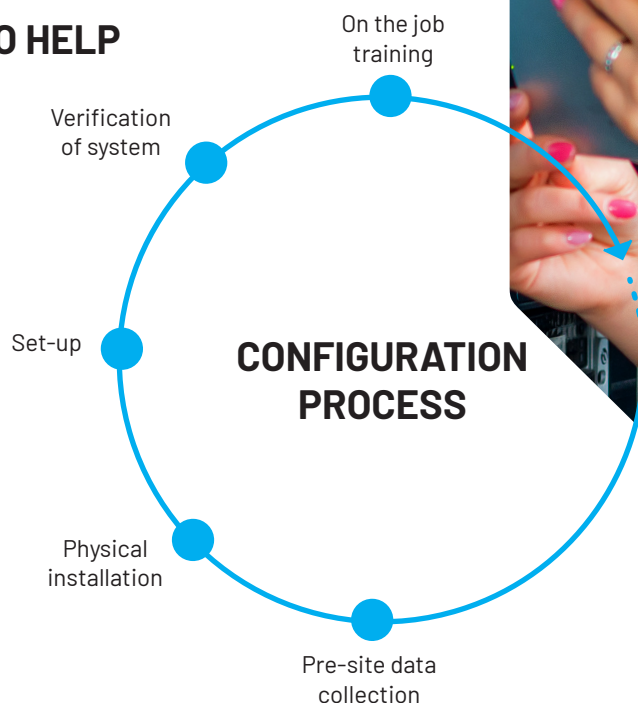 O HELP
On the job
training
Verification
of system
Set-up
CONFIGURATION
PROCESS
Physical
installation
Pre-site data
collection